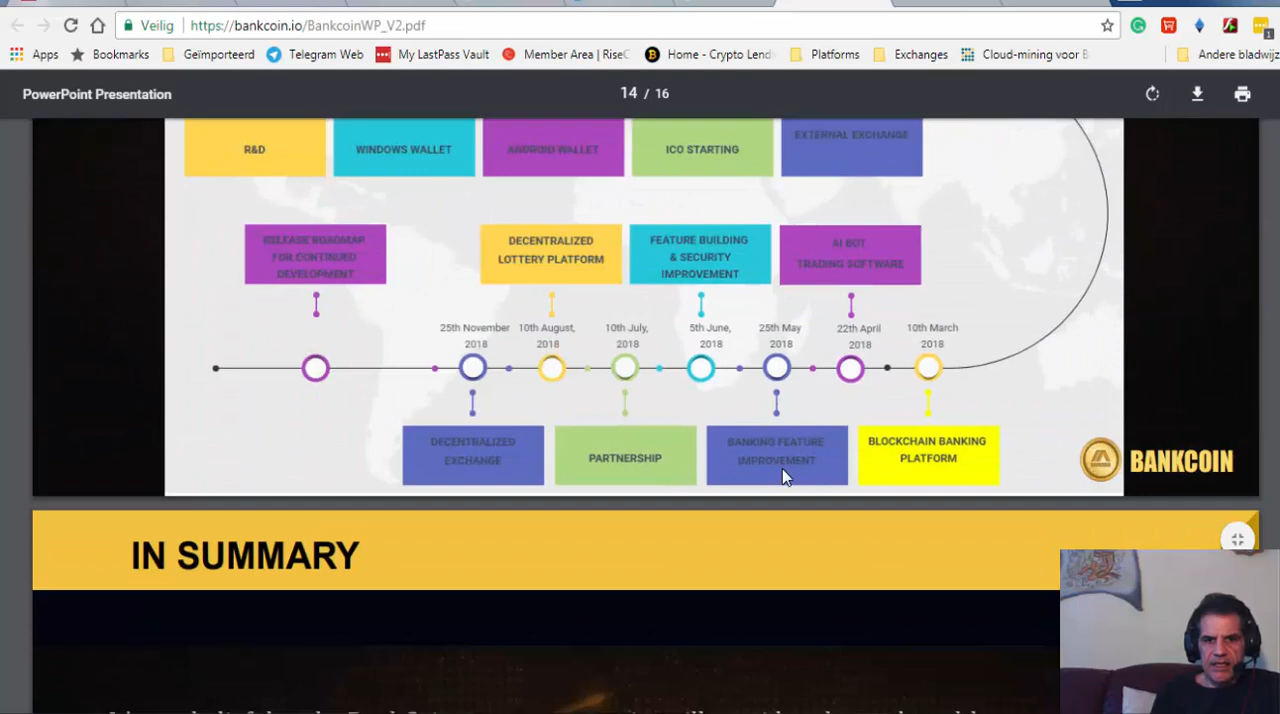 Veilig
https://bankcoin.io/BankcoinWP_V2.pdf
Apps
Bookmarks
Geïmporteerd
Telegram Web
My LastPass Vault
Member Area | RiseC
Home - Crypto Lend
Platforms
Exchanges
Cloud-mining voor B
Andere bladwijz
PowerPoint Presentation
14 / 16
R&D
WINDOWS WALLET
ANDROID WALLET
ICO STARTING
EXTERNAL EXCHANGE
RELEASE ROADMAP
FOR CONTINUED
DEVELOPMENT
DECENTRALIZED
LOTTERY PLATFORM
FEATURE BUILDING
& SECURITY
IMPROVEMENT
AI BOT
TRADING SOFTWARE
25th November
2018
10th August,
2018
10th July,
2018
5th June,
2018
25th May
2018
22th April
2018
10th March
2018
DECENTRALIZED
EXCHANGE
PARTNERSHIP
BANKING FEATURE
IMPROVEMENT
BLOCKCHAIN BANKING
PLATFORM
BANKCOIN
IN SUMMARY